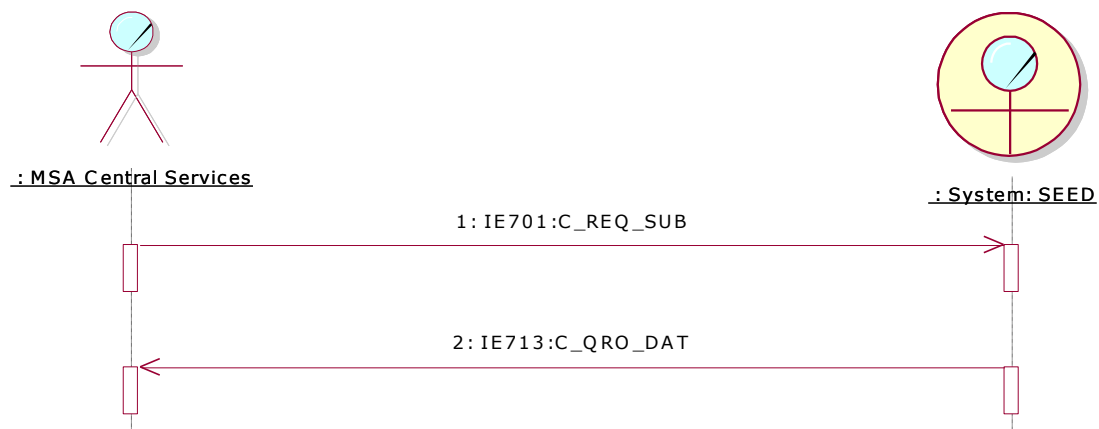 : MSA Central Services
: System: SEED
1: IE701:C_REQ_SUB
2: IE713:C_QRO_DAT